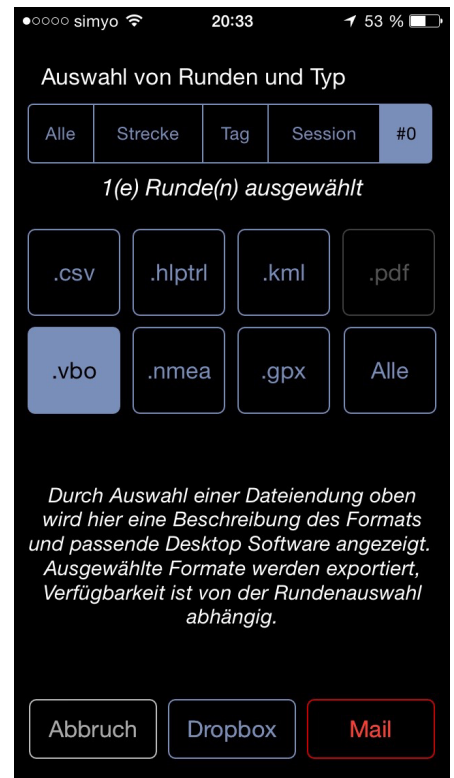 simyo 20:33 53 %
Auswahl von Runden und Typ
Alle Strecke Tag Session #0
1(e) Runde(n) ausgewählt
.csv .hlptrl .kml .pdf
.vbo .nmea .gpx Alle
Durch Auswahl einer Dateiendung oben
wird hier eine Beschreibung des Formats
und passende Desktop Software angezeigt.
Ausgewählte Formate werden exportiert,
Verfügbarkeit ist von der Rundenauswahl
abhängig.
Abbruch Dropbox Mail